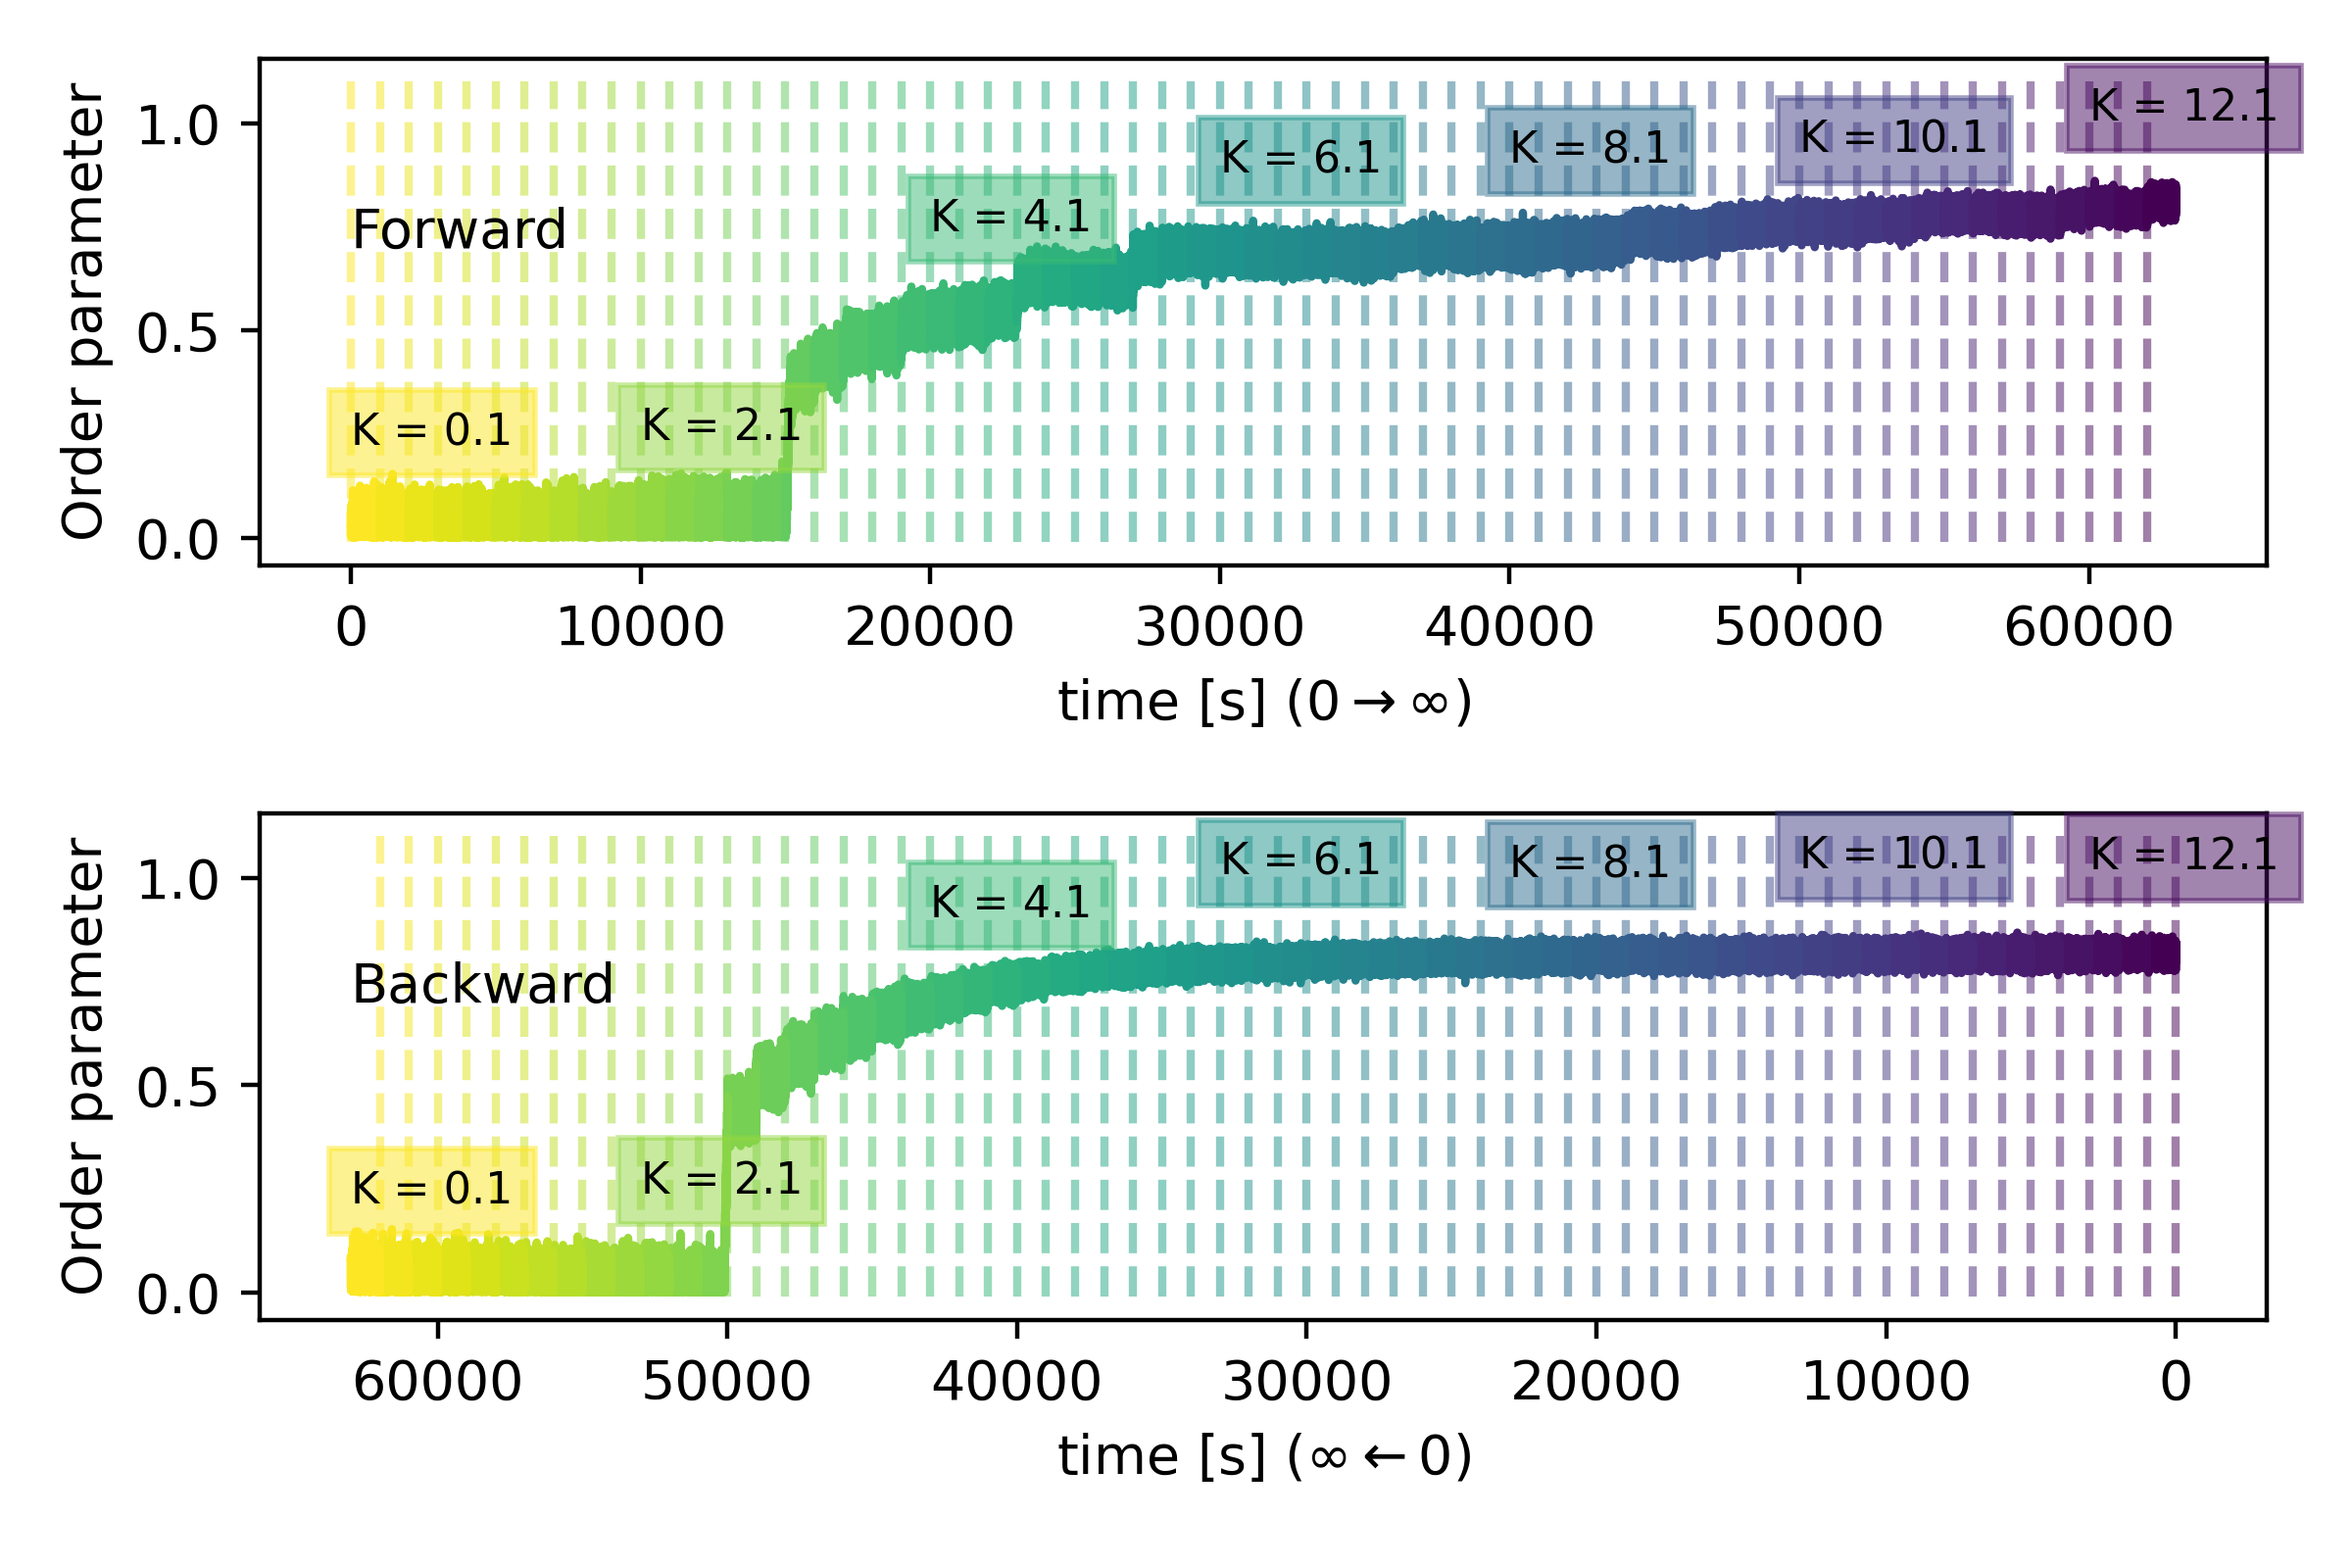 1.0
0.5
0.0
Order parameter
Forward
K = 0.1
K = 2.1
K = 4.1
K = 6.1
K = 8.1
K = 10.1
K = 12.1
0 10000 20000 30000 40000 50000 60000
time [s] (0→∞)
1.0
0.5
0.0
Order parameter
Backward
K = 0.1
K = 2.1
K = 4.1
K = 6.1
K = 8.1
K = 10.1
K = 12.1
60000 50000 40000 30000 20000 10000 0
time [s] (∞←0)